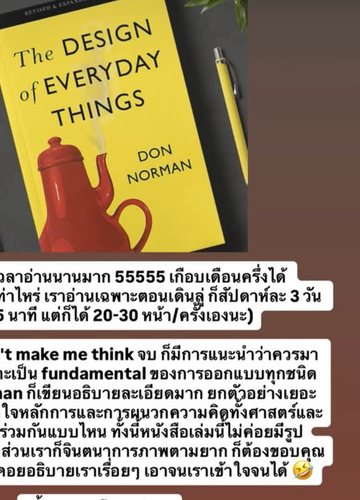 REVISED & EXPAN
The DESIGN
of EVERYDAY
THINGS
DON
NORMAN
วลาอ่านนานมาก 55555 เกือบเดือนครึ่งได้
ท่าไหร่ เราอ่านเฉพาะตอนเดินลู่ ก็สัปดาห์ละ 3 วัน
5 นาที แต่ก็ได้ 20-30 หน้า/ครั้งเองนะ)
't make me think จบ ก็มีการแนะนำว่าควรมา
าะเป็น fundamental ของการออกแบบทุกชนิด
nan ก็เขียนอธิบายละเอียดมาก ยกตัวอย่างเยอะ
ใจหลักการและการผนวกความคิดทั้งศาสตร์และ
ร่วมกันแบบไหน ทั้งนี้หนังสือเล่มนี้ไม่ค่อยมีรูป
ส่วนเราก็จินตนาการภาพตามยาก ก็ต้องขอบคุณ
คอยอธิบายเราเรื่อยๆ เอาจนเราเข้าใจจนได้ 🤣